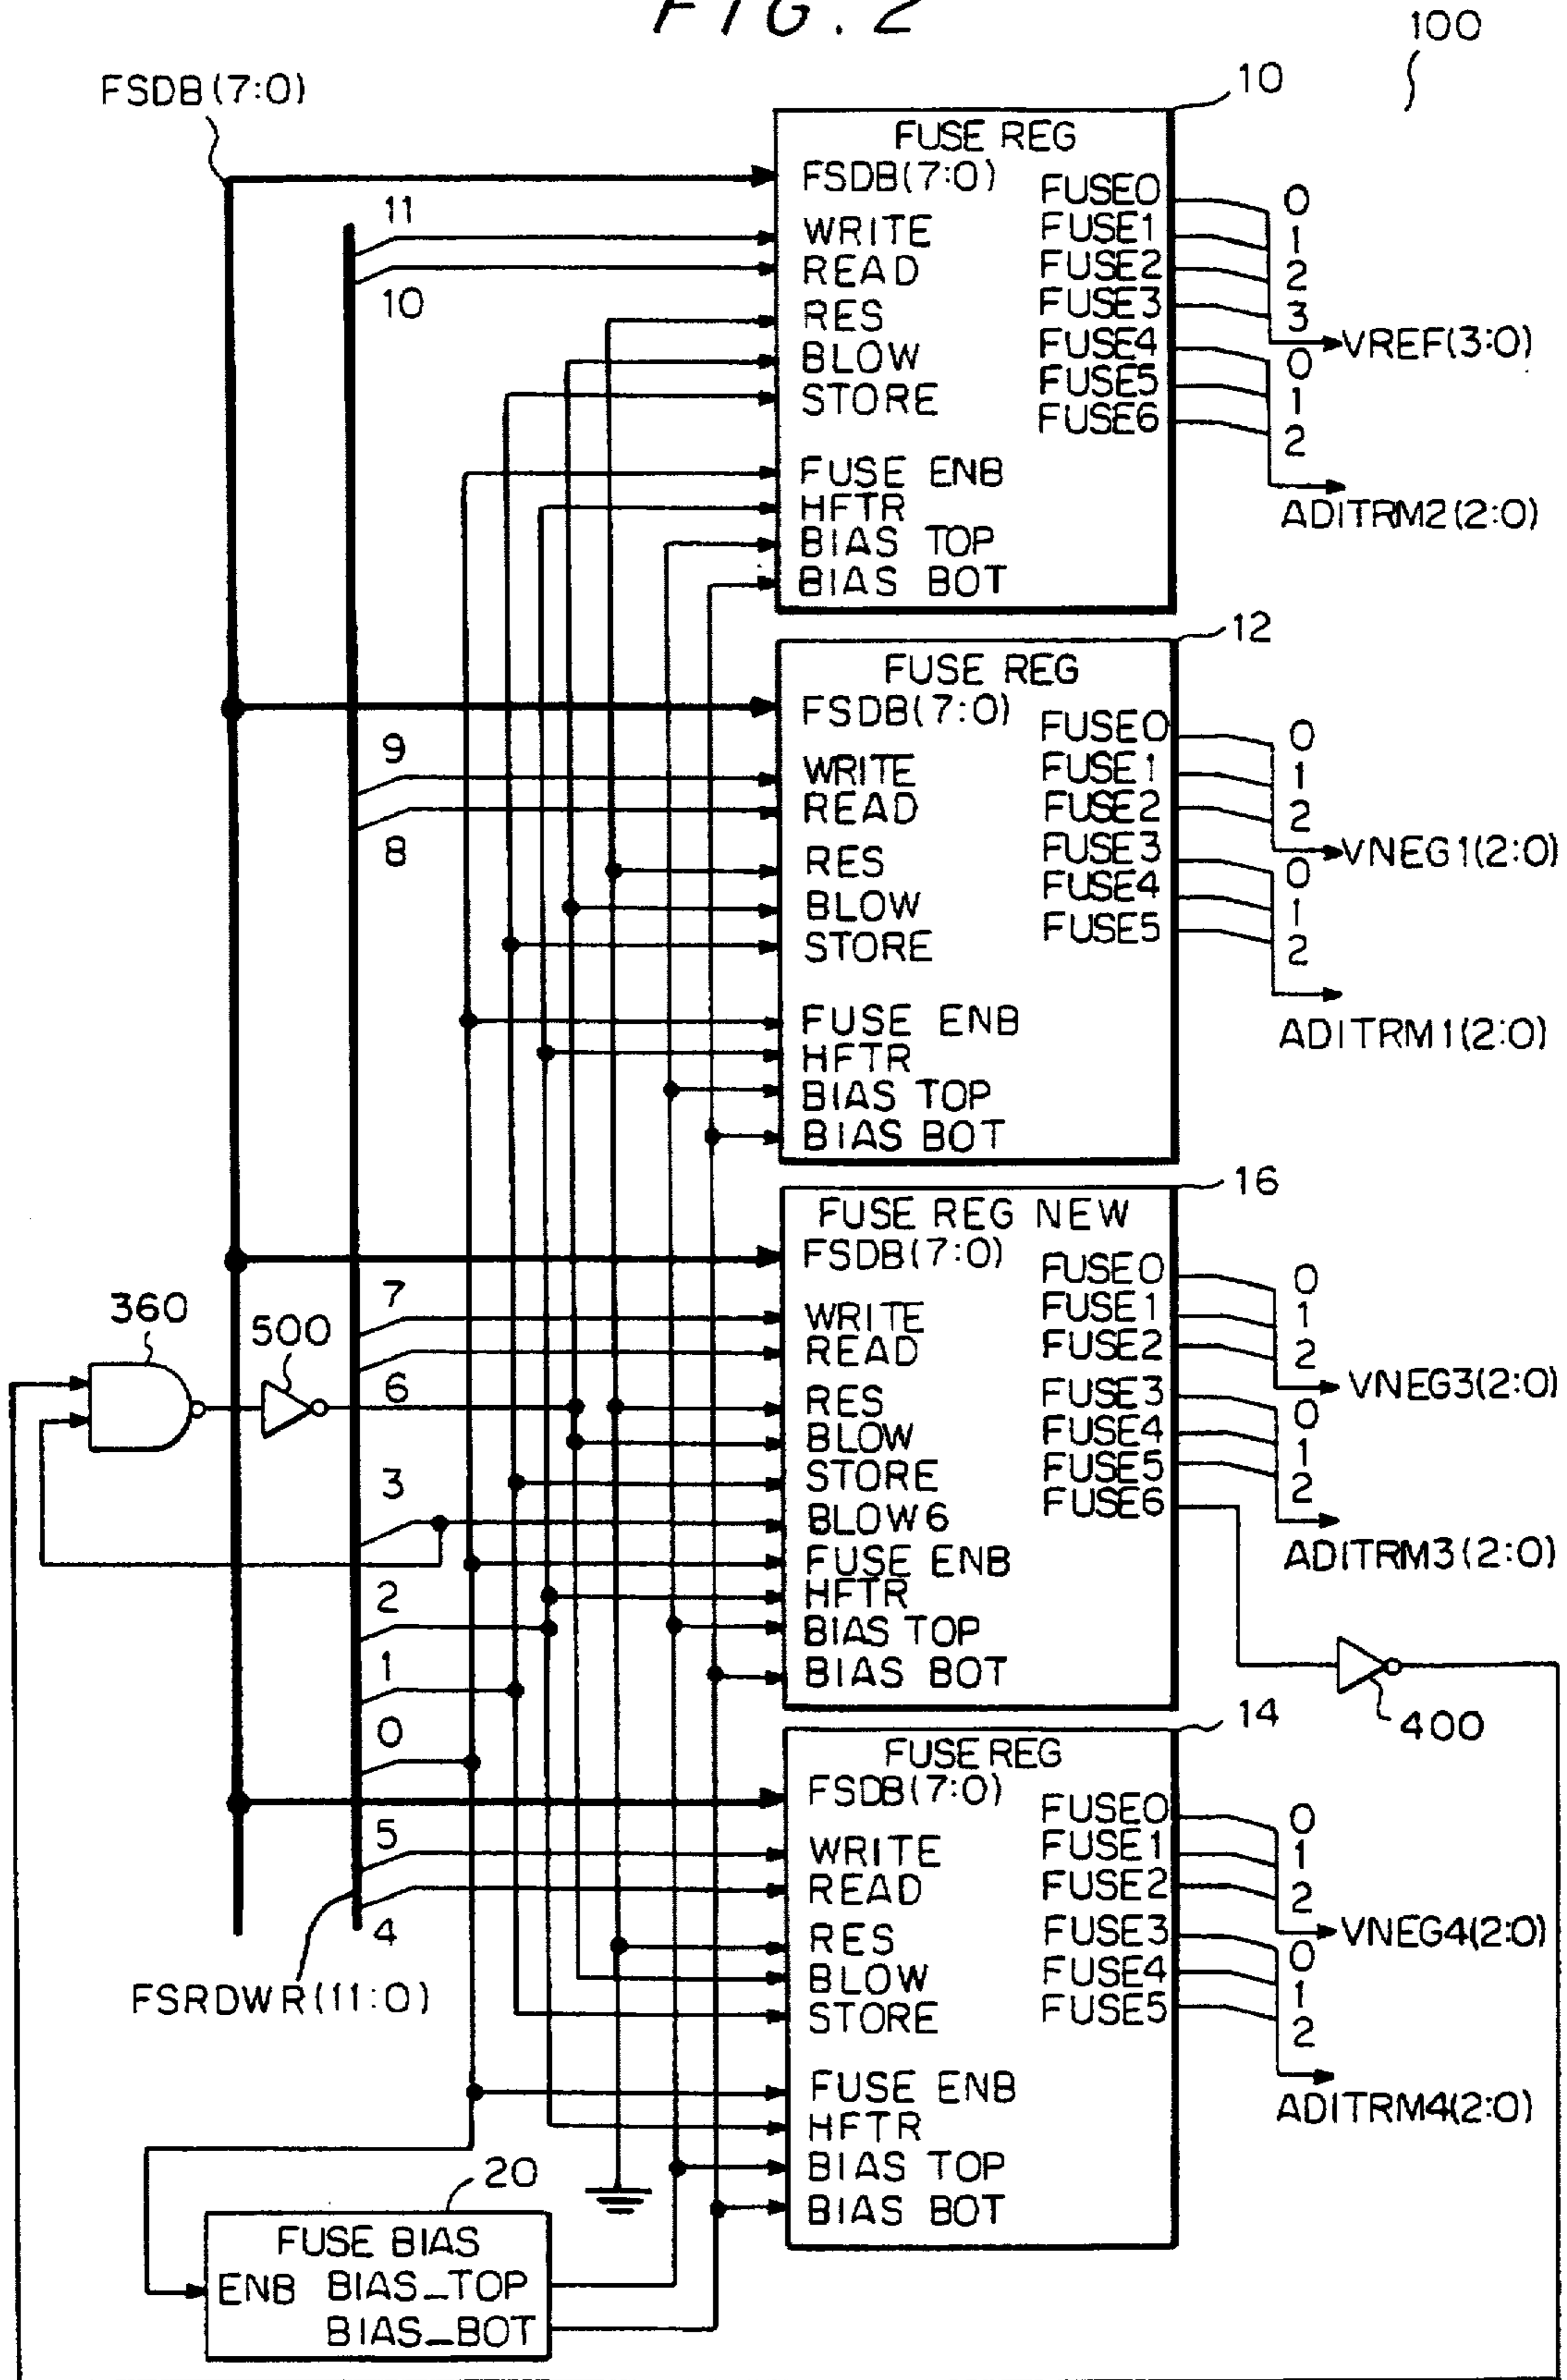 FIG. 2
100
FSDB(7:0)
10
FUSE REG
FSDB(7:0)
WRITE
READ
RES
BLOW
STORE
FUSE ENB
HFTR
BIAS TOP
BIAS BOT
FUSE0
FUSE1
FUSE2
FUSE3
FUSE4
FUSE5
FUSE6
0
1
2
3
VREF(3:0)
0
1
2
ADITRM2(2:0)
11
10
12
FUSE REG
FSDB(7:0)
WRITE
READ
RES
BLOW
STORE
FUSE ENB
HFTR
BIAS TOP
BIAS BOT
FUSE0
FUSE1
FUSE2
FUSE3
FUSE4
FUSE5
0
1
2
VNEG1(2:0)
0
1
2
ADITRM1(2:0)
9
8
16
FUSE REG NEW
FSDB(7:0)
WRITE
READ
RES
BLOW
STORE
BLOW6
FUSE ENB
HFTR
BIAS TOP
BIAS BOT
FUSE0
FUSE1
FUSE2
FUSE3
FUSE4
FUSE5
FUSE6
0
1
2
VNEG3(2:0)
0
1
2
ADITRM3(2:0)
400
360
500
7
6
3
2
1
0
14
FUSE REG
FSDB(7:0)
WRITE
READ
RES
BLOW
STORE
FUSE ENB
HFTR
BIAS TOP
BIAS BOT
FUSE0
FUSE1
FUSE2
FUSE3
FUSE4
FUSE5
0
1
2
VNEG4(2:0)
0
1
2
ADITRM4(2:0)
5
4
FSRDWR(11:0)
20
FUSE BIAS
ENB BIAS_TOP
BIAS_BOT